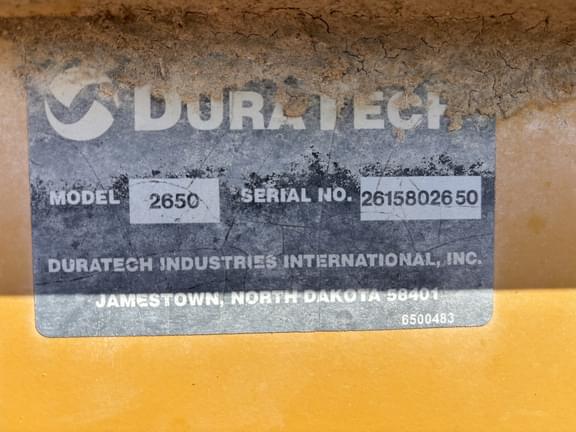 DURATECH
MODEL 2650 SERIAL NO. 2615802650
DURATECH INDUSTRIES INTERNATIONAL, INC.
JAMESTOWN, NORTH DAKOTA 58401
6500483